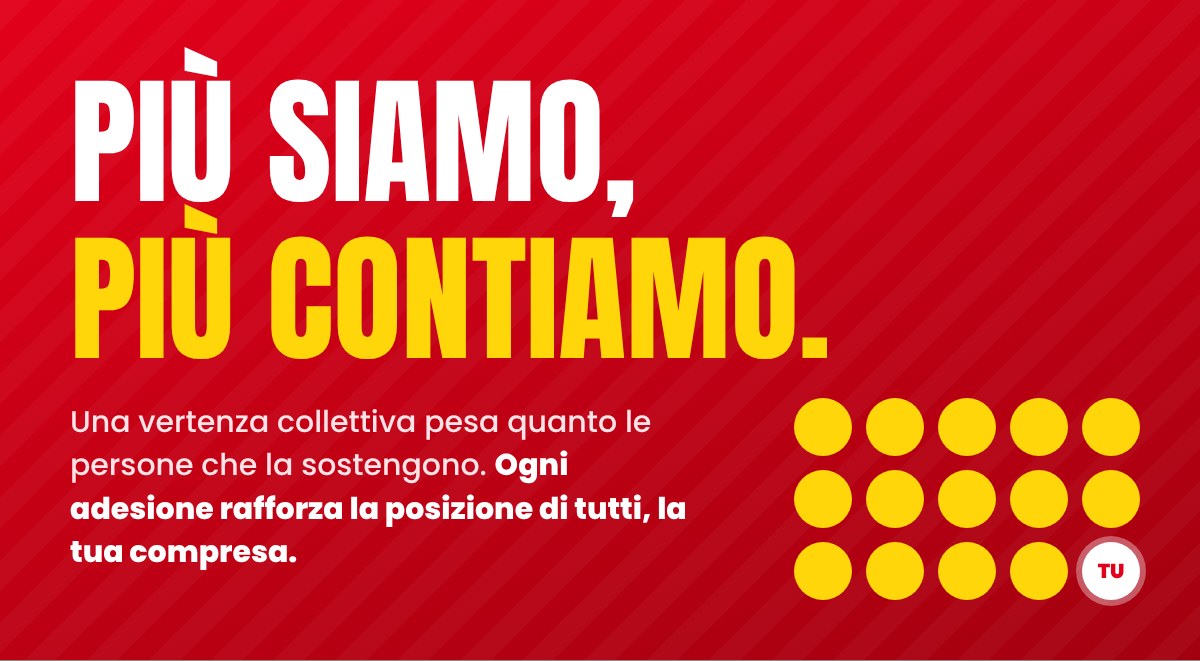 PIÙ SIAMO,
PIÙ CONTIAMO.
Una vertenza collettiva pesa quanto le
persone che la sostengono. Ogni
adesione rafforza la posizione di tutti, la
tua compresa.
TU